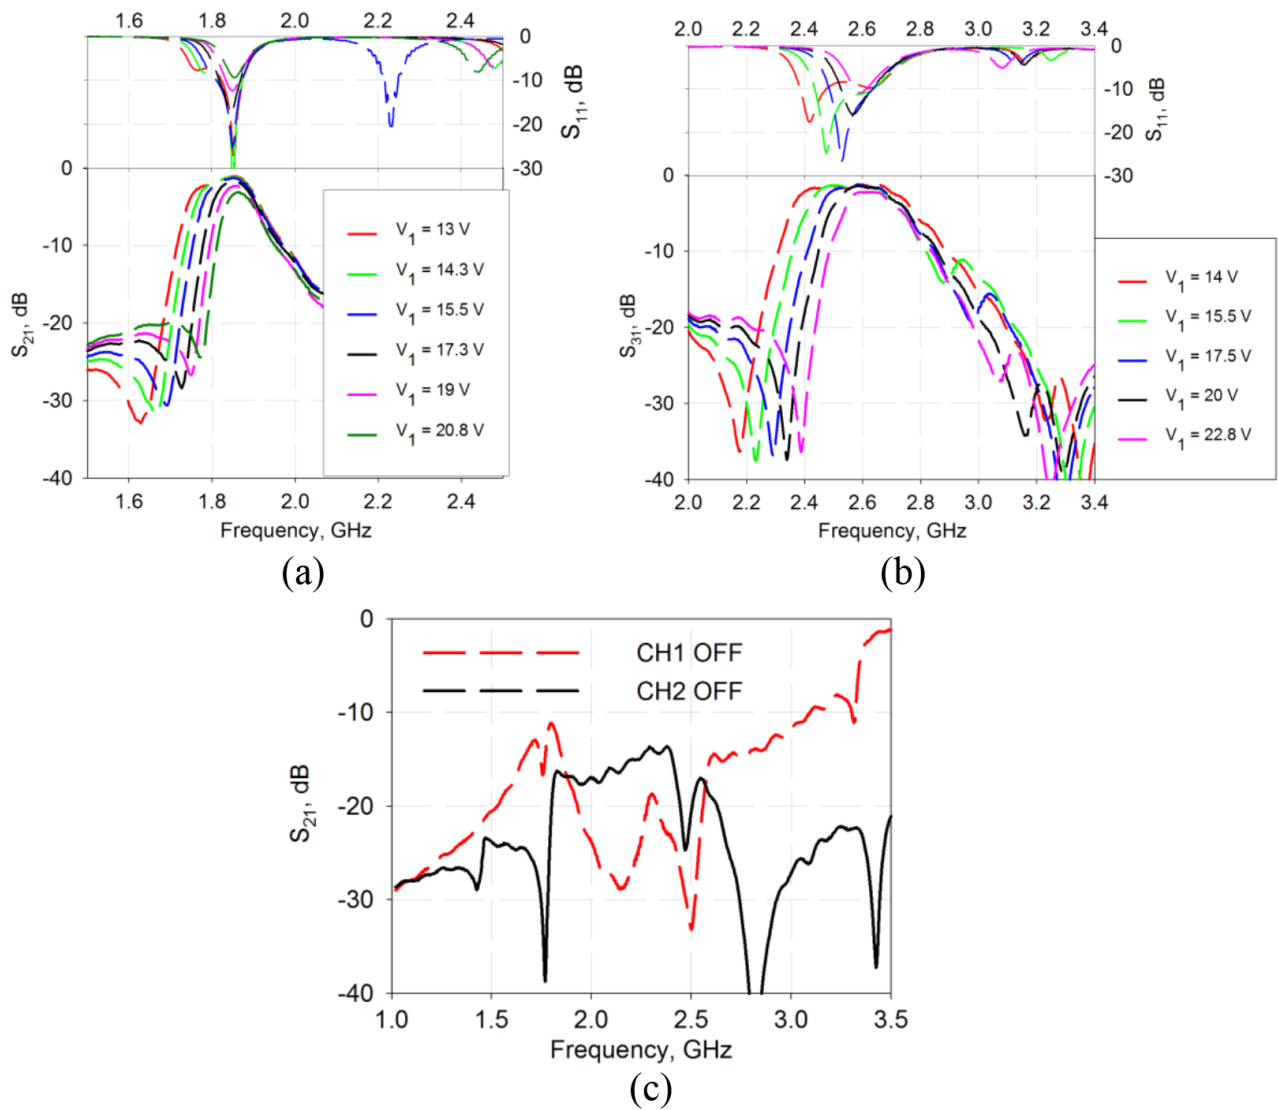 1.6 1.8 2.0 2.2 2.4
0
-10
-20
-30
S11, dB
0
-10
-20
-30
-40
S21, dB
V1 = 13 V
V1 = 14.3 V
V1 = 15.5 V
V1 = 17.3 V
V1 = 19 V
V1 = 20.8 V
1.6 1.8 2.0 2.2 2.4
Frequency, GHz
(a)
2.0 2.2 2.4 2.6 2.8 3.0 3.2 3.4
0
-10
-20
-30
S11, dB
0
-10
-20
-30
-40
S31, dB
V1 = 14 V
V1 = 15.5 V
V1 = 17.5 V
V1 = 20 V
V1 = 22.8 V
2.0 2.2 2.4 2.6 2.8 3.0 3.2 3.4
Frequency, GHz
(b)
0
-10
-20
-30
-40
S21, dB
CH1 OFF
CH2 OFF
1.0 1.5 2.0 2.5 3.0 3.5
Frequency, GHz
(c)